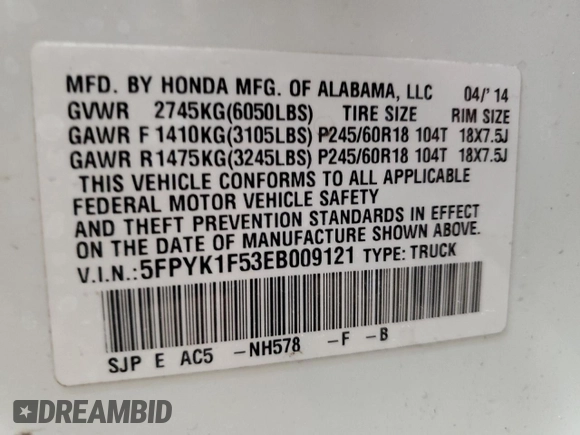 MFD. BY HONDA MFG. OF ALABAMA, LLC 04/'14
GVWR 2745KG(6050LBS) TIRE SIZE RIM SIZE
GAWR F 1410KG(3105LBS) P245/60R18 104T 18X7.5J
GAWR R 1475KG(3245LBS) P245/60R18 104T 18X7.5J
THIS VEHICLE CONFORMS TO ALL APPLICABLE
FEDERAL MOTOR VEHICLE SAFETY
AND THEFT PREVENTION STANDARDS IN EFFECT
ON THE DATE OF MANUFACTURE SHOWN ABOVE.
V.I.N.:5FPYK1F53EB009121 TYPE: TRUCK
SJP E AC5 -NH578 -F -B
DREAMBID